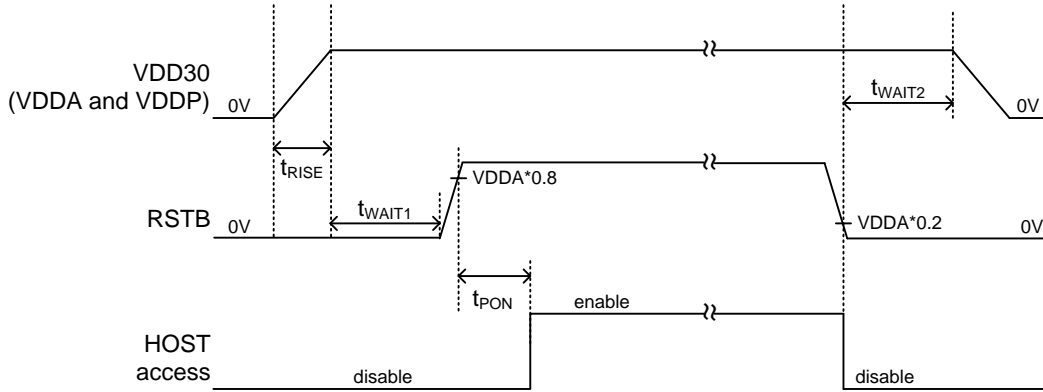 VDD30
(VDDA and VDDP)
0V
tRISE
tWAIT2
0V
RSTB
0V
tWAIT1
VDDA*0.8
VDDA*0.2
0V
tPON
HOST
access
disable
enable
disable